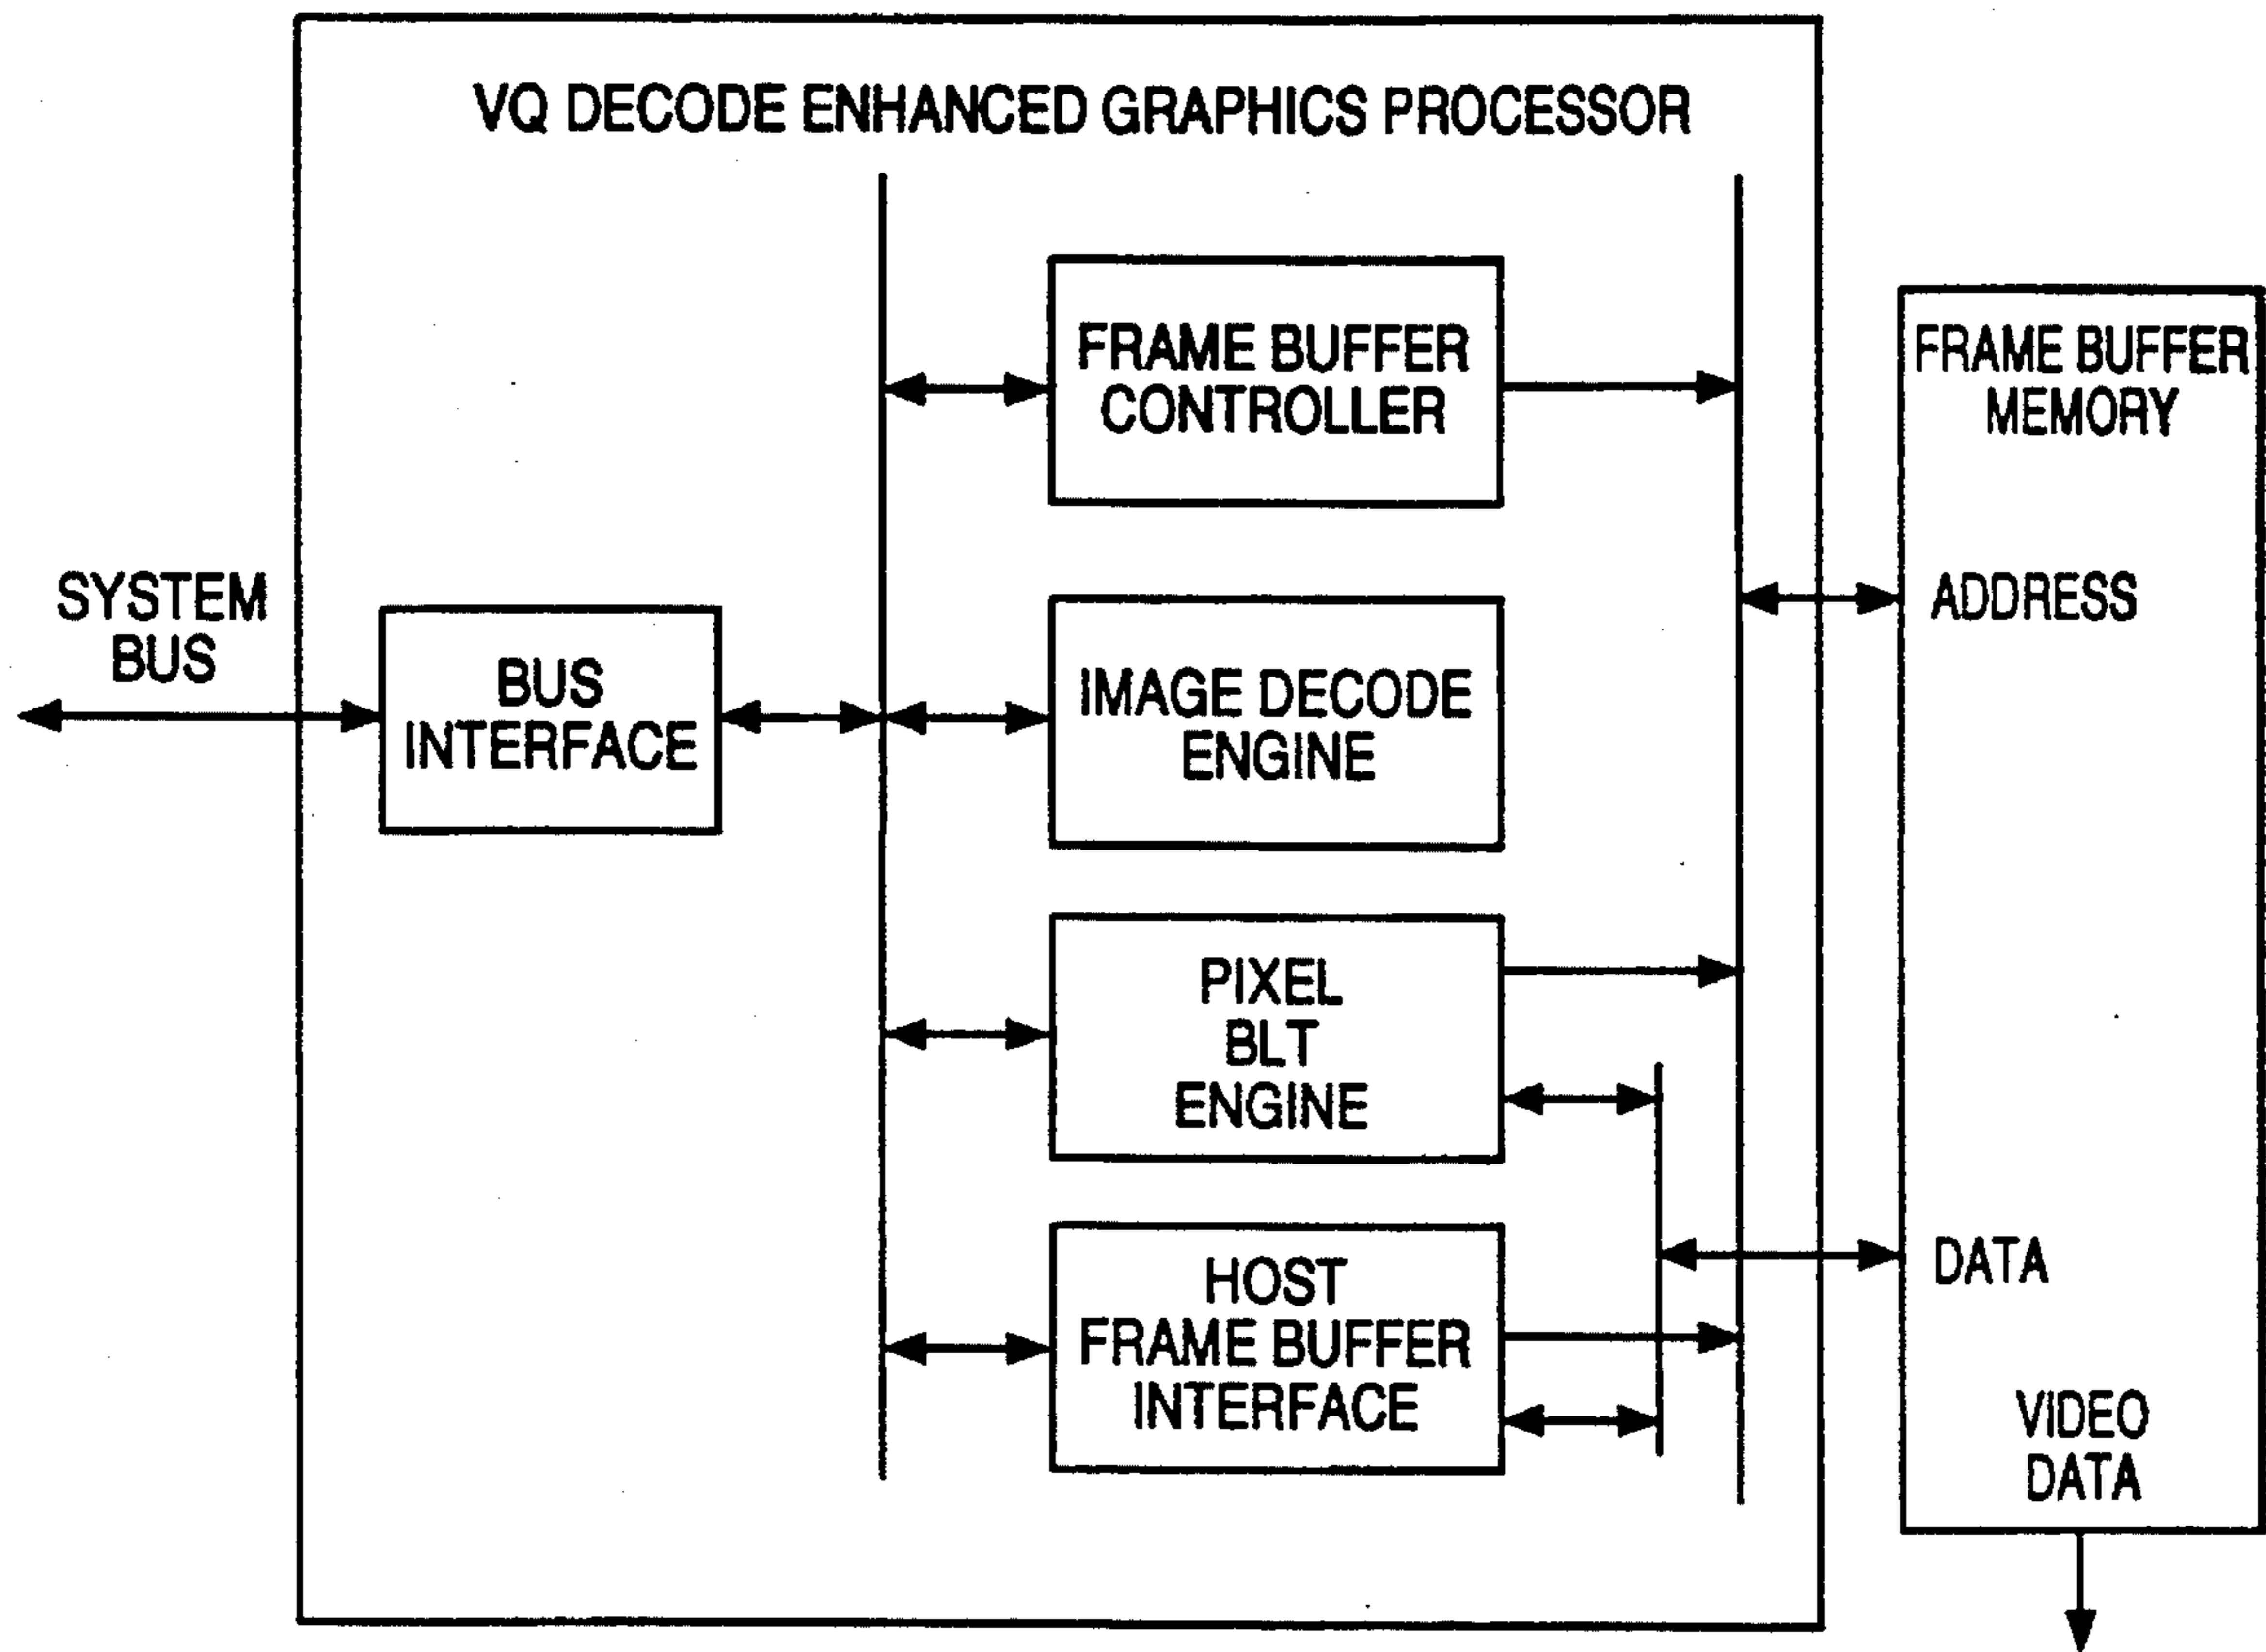 VQ DECODE ENHANCED GRAPHICS PROCESSOR
FRAME BUFFER
CONTROLLER
FRAME BUFFER
MEMORY
SYSTEM
BUS
BUS
INTERFACE
IMAGE DECODE
ENGINE
ADDRESS
PIXEL
BLT
ENGINE
HOST
FRAME BUFFER
INTERFACE
DATA
VIDEO
DATA